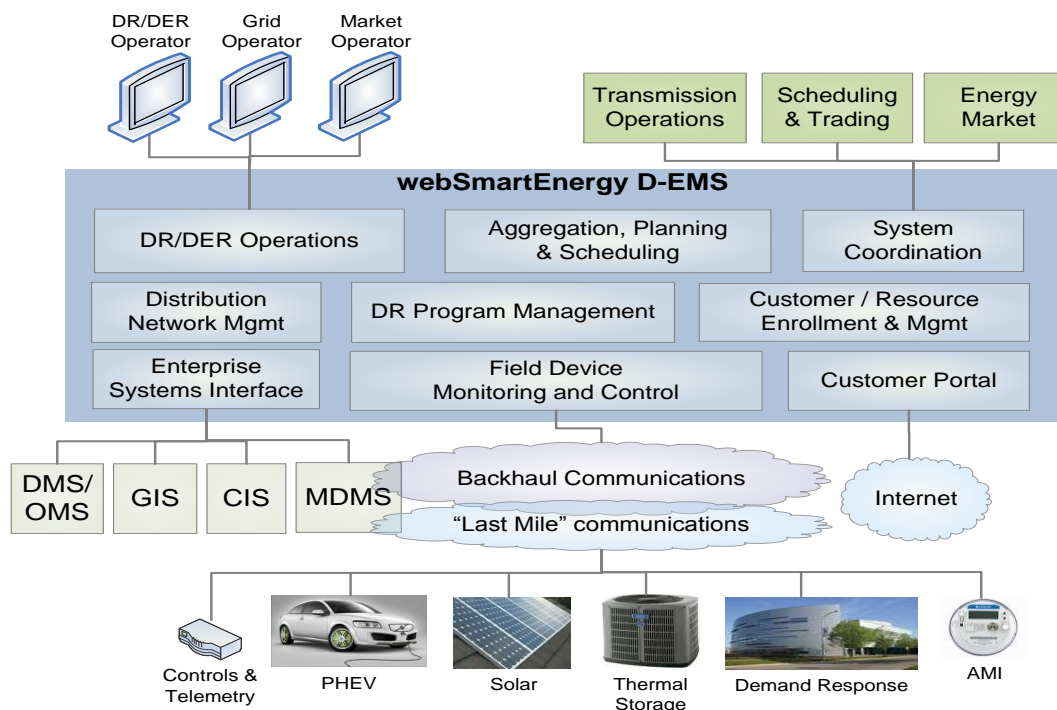 DR/DER
Operator
Grid
Operator
Market
Operator
Transmission
Operations
Scheduling
& Trading
Energy
Market
webSmartEnergy D-EMS
DR/DER Operations
Aggregation, Planning
& Scheduling
System
Coordination
Distribution
Network Mgmt
DR Program Management
Customer / Resource
Enrollment & Mgmt
Enterprise
Systems Interface
Field Device
Monitoring and Control
Customer Portal
DMS/
OMS
GIS
CIS
MDMS
Backhaul Communications
“Last Mile” communications
Internet
Controls &
Telemetry
PHEV
Solar
Thermal
Storage
Demand Response
AMI